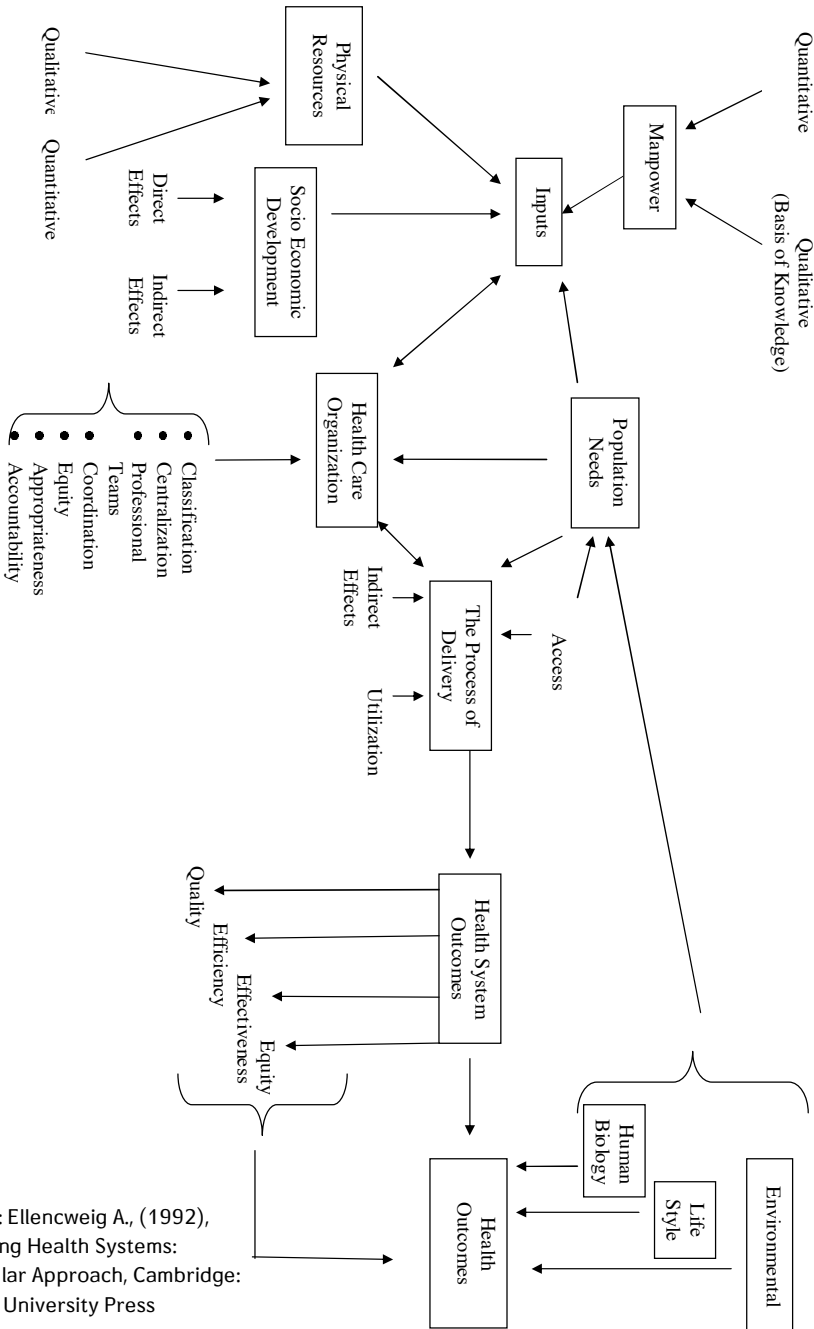 Quantitative
Qualitative
(Basis of Knowledge)
Manpower
Inputs
Physical
Resources
Qualitative
Quantitative
Socio Economic
Development
Direct
Effects
Indirect
Effects
Population
Needs
Health Care
Organization
• Classification
• Centralization
• Professional
Teams
• Coordination
• Equity
• Appropriateness
• Accountability
Access
The Process of
Delivery
Indirect
Effects
Utilization
Health System
Outcomes
Quality
Efficiency
Effectiveness
Equity
Environmental
Life
Style
Human
Biology
Health
Outcomes
: Ellencweig A., (1992),
ng Health Systems:
lar Approach, Cambridge:
University Press